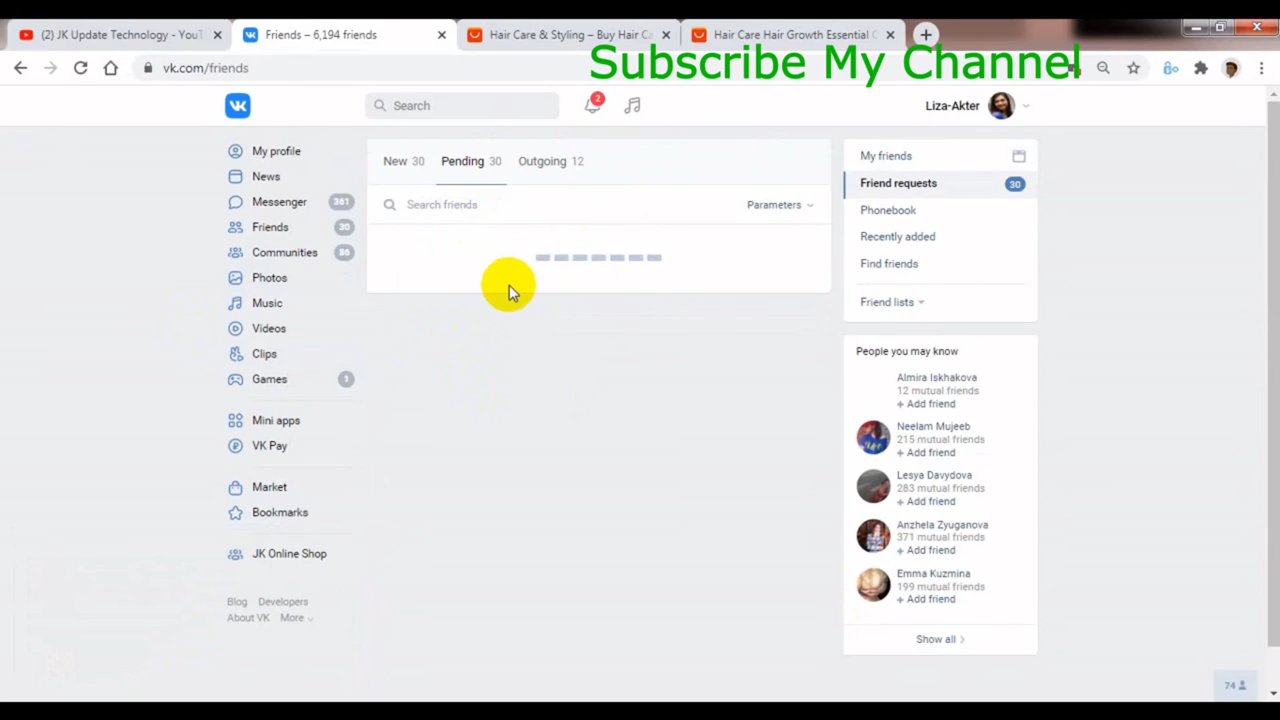 (2) JK Update Technology - YouT
Friends – 6,194 friends
Hair Care & Styling – Buy Hair Ca
Hair Care Hair Growth Essential O
Subscribe My Channel
vk.com/friends
Search
2
Liza-Akter
My profile
News
Messenger 361
Friends 30
Communities 86
Photos
Music
Videos
Clips
Games 1
Mini apps
VK Pay
Market
Bookmarks
JK Online Shop
Blog Developers
About VK More
New 30 Pending 30 Outgoing 12
Search friends Parameters
My friends
Friend requests 30
Phonebook
Recently added
Find friends
Friend lists
People you may know
Almira Iskhakova
12 mutual friends
+ Add friend
Neelam Mujeeb
215 mutual friends
+ Add friend
Lesya Davydova
283 mutual friends
+ Add friend
Anzhela Zyuganova
371 mutual friends
+ Add friend
Emma Kuzmina
199 mutual friends
+ Add friend
Show all
74